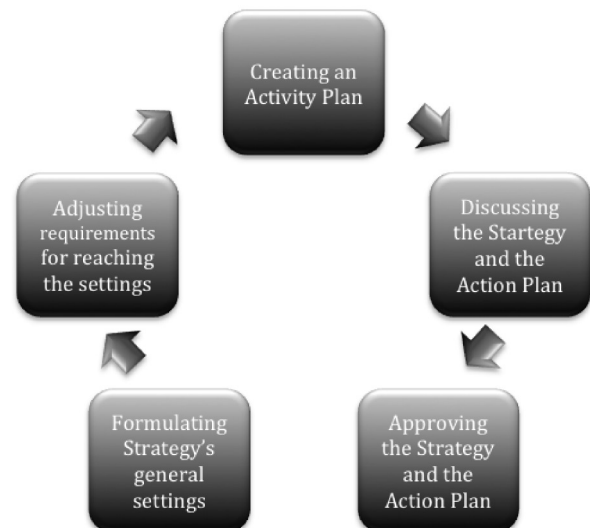 Creating an
Activity Plan
Adjusting
requirements
for reaching
the settings
Discussing
the Startegy
and the
Action Plan
Formulating
Strategy's
general
settings
Approving
the Strategy
and the
Action Plan